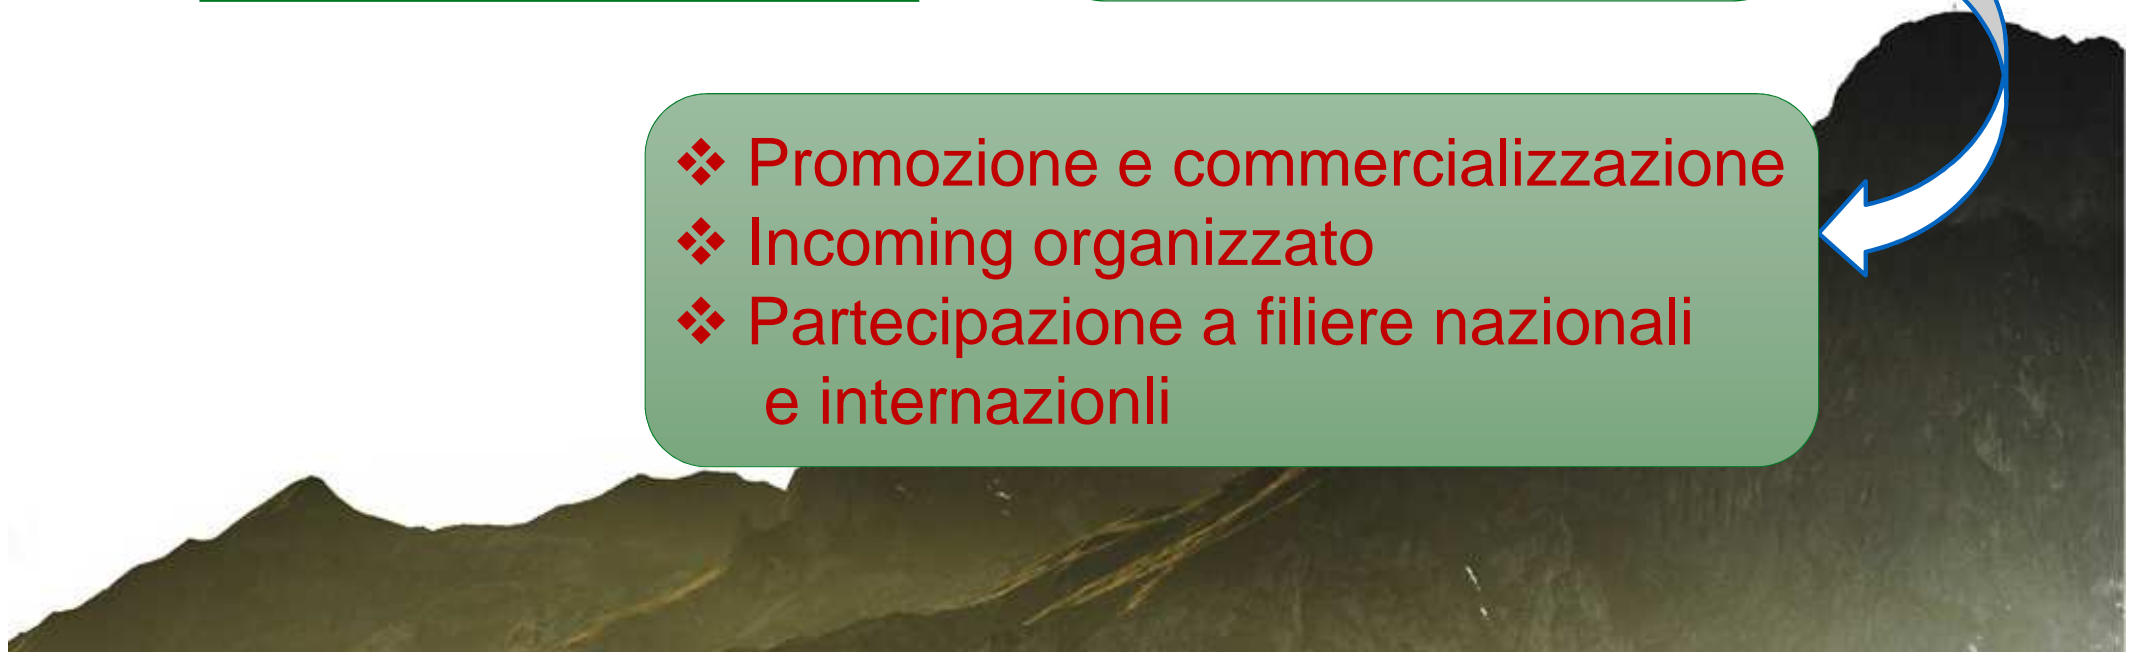 ❖ Promozione e commercializzazione
❖ Incoming organizzato
❖ Partecipazione a filiere nazionali
e internazionli